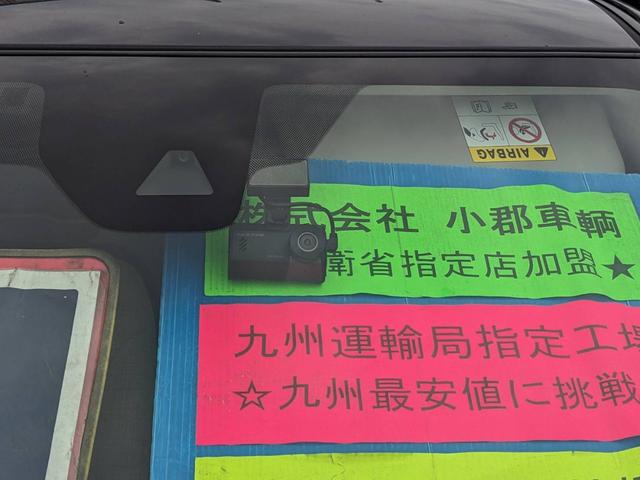 AIRBAG
株式会社 小郡車輌
衛省指定店加盟★
九州運輸局指定工場
☆九州最安値に挑戦